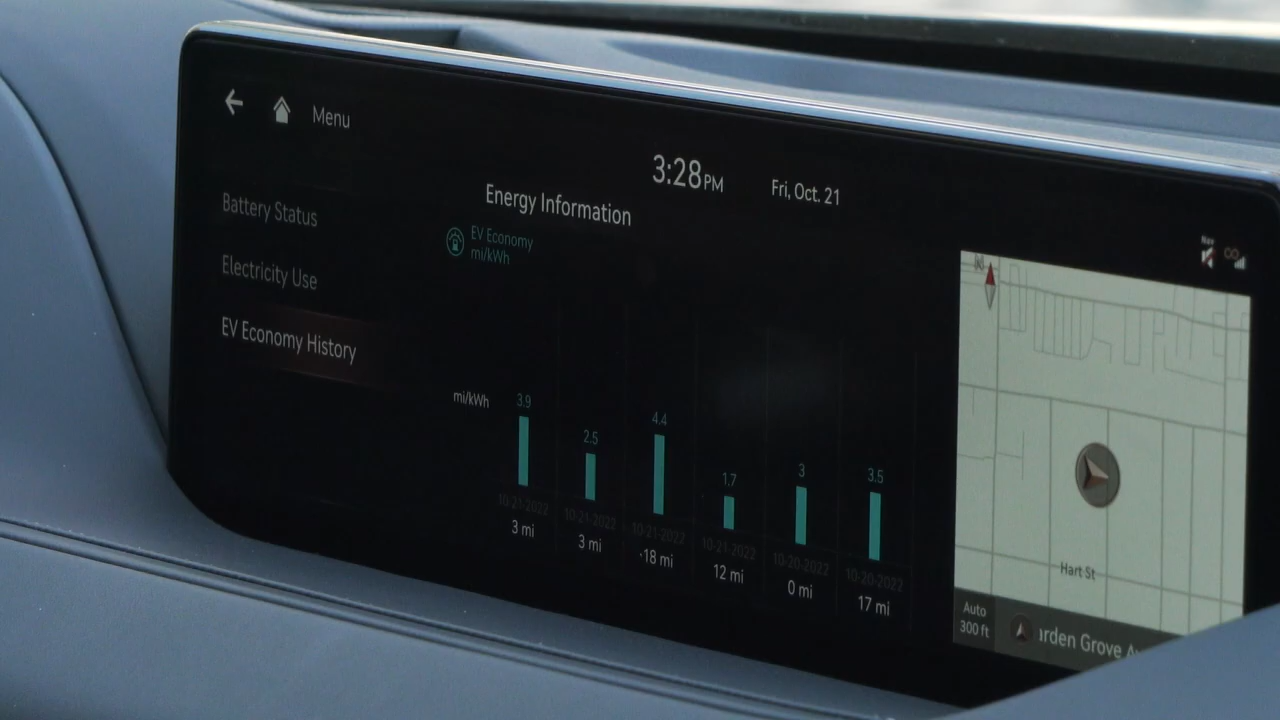 Menu
3:28PM
Fri, Oct. 21
Energy Information
Battery Status
EV Economy
mi/kWh
Electricity Use
EV Economy History
Nav
N
mi/kWh
3.9
2.5
4.4
1.7
3
3.5
10-21-2022
10-21-2022
10-21-2022
10-21-2022
10-20-2022
10-20-2022
3 mi
3 mi
18 mi
12 mi
0 mi
17 mi
Hart St
Auto
300 ft
arden Grove Av